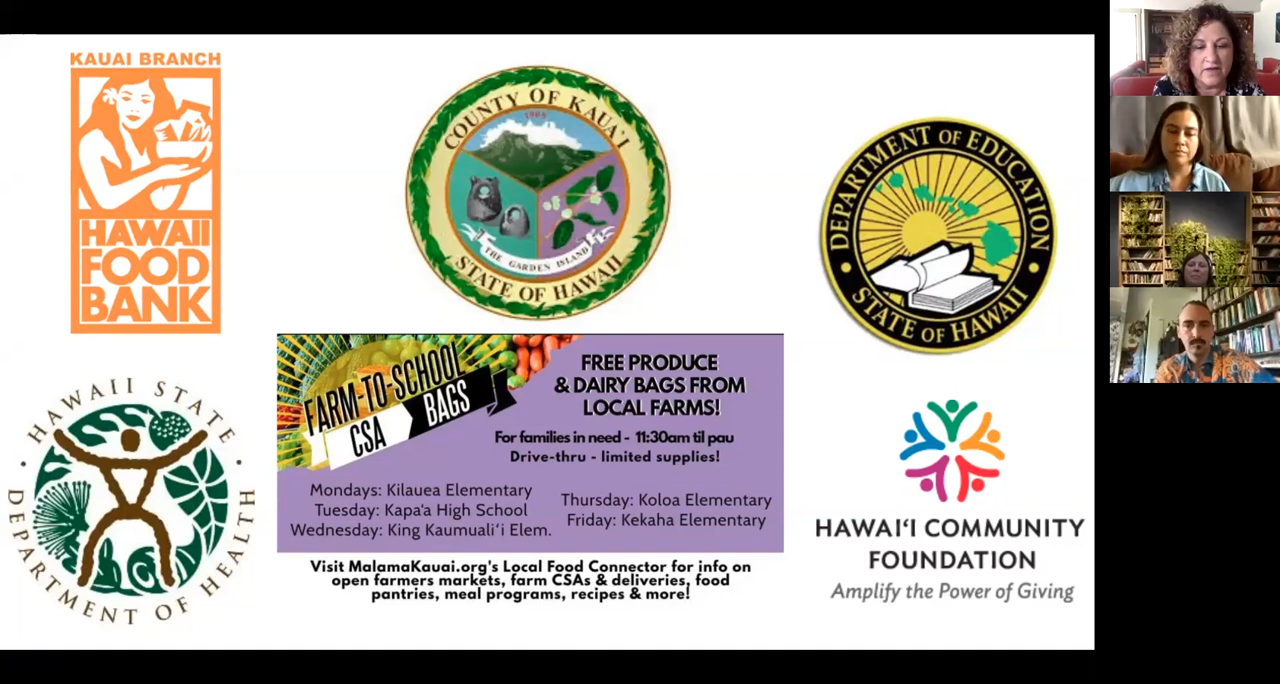 KAUAI BRANCH
HAWAII
FOOD
BANK
COUNTY OF KAUA'I
1905
THE GARDEN ISLAND
STATE OF HAWAII
DEPARTMENT OF EDUCATION
STATE OF HAWAII
HAWAII STATE
DEPARTMENT OF HEALTH
FARM-TO-SCHOOL
CSA BAGS
FREE PRODUCE
& DAIRY BAGS FROM
LOCAL FARMS!
For families in need - 11:30am til pau
Drive-thru - limited supplies!
Mondays: Kilauea Elementary
Tuesday: Kapa'a High School
Wednesday: King Kaumualiʻi Elem.
Thursday: Koloa Elementary
Friday: Kekaha Elementary
Visit MalamaKauai.org's Local Food Connector for info on
open farmers markets, farm CSAs & deliveries, food
pantries, meal programs, recipes & more!
HAWAIʻI COMMUNITY
FOUNDATION
Amplify the Power of Giving